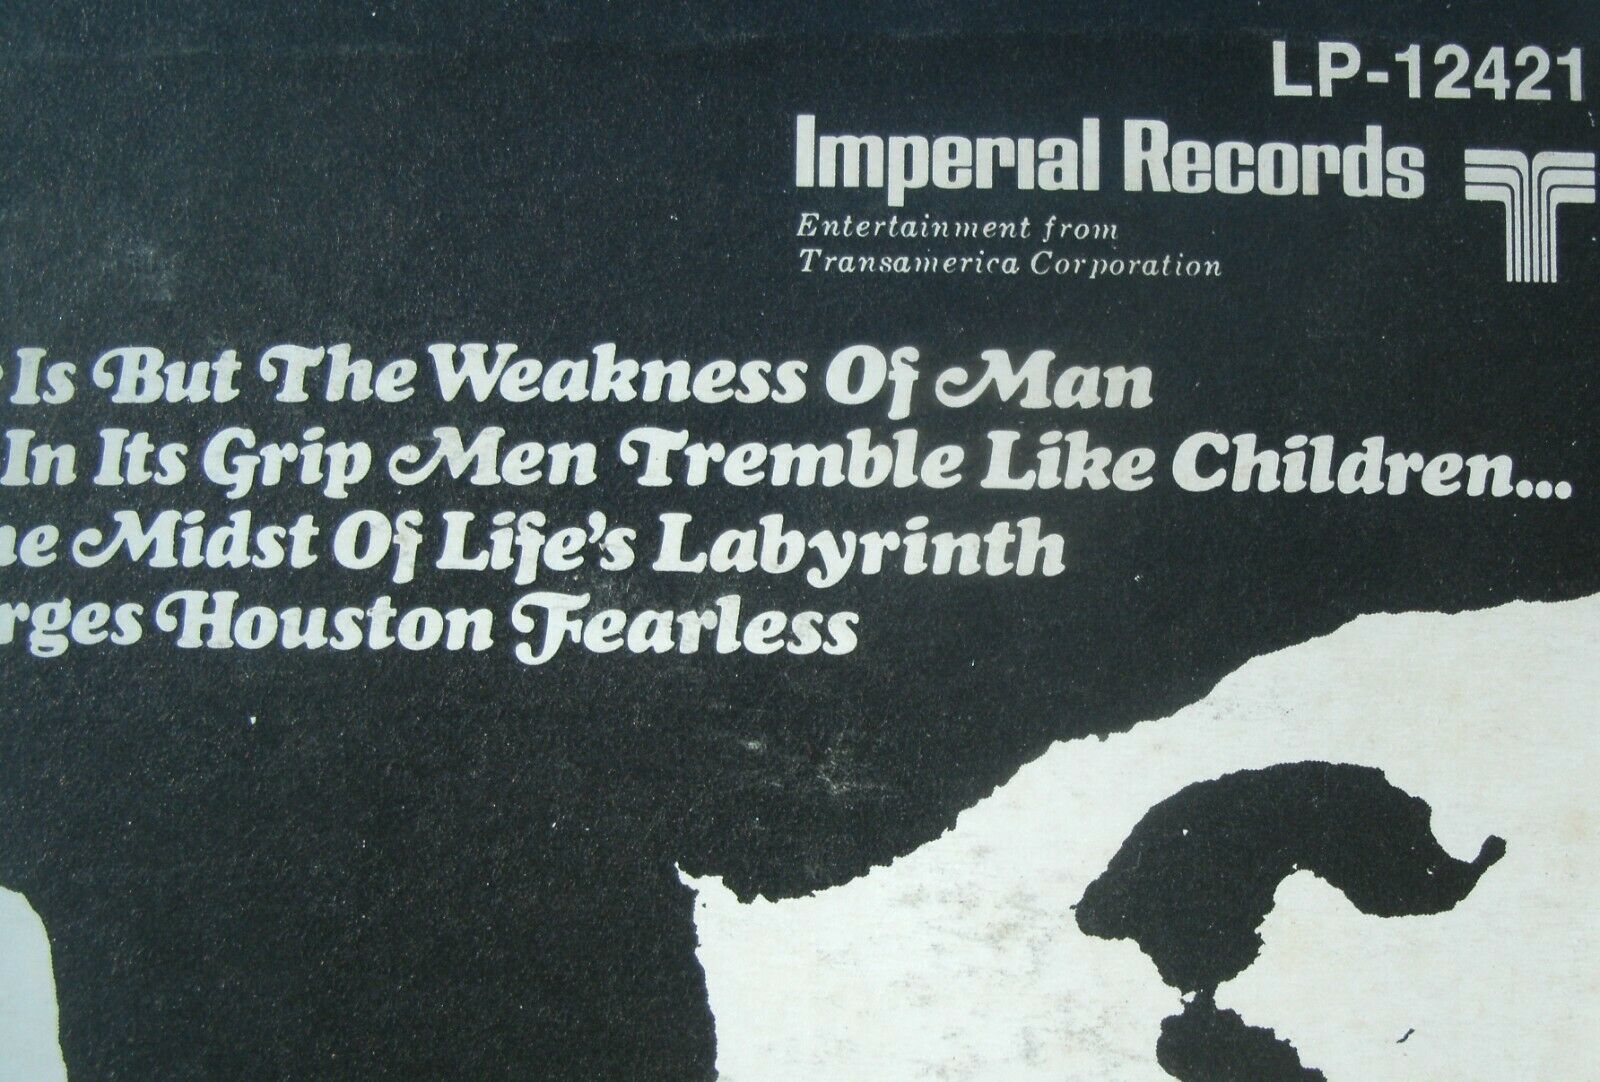 LP-12421
Imperial Records
Entertainment from
Transamerica Corporation
Is But The Weakness Of Man
In Its Grip Men Tremble Like Children...
Midst Of Life's Labyrinth
Houston Fearless